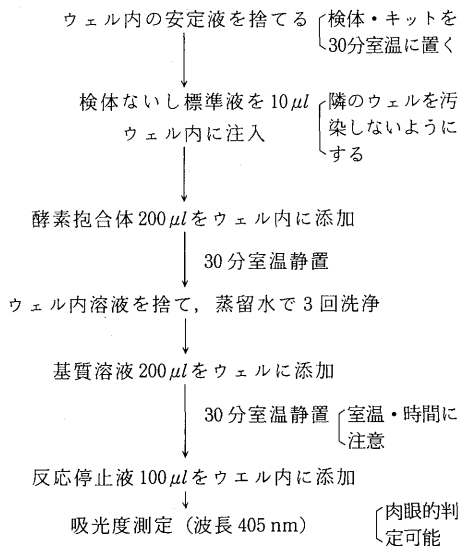 ウェル内の安定液を捨てる
検体・キットを
30分室温に置く
検体ないし標準液を10μl
ウェル内に注入
隣のウェルを汚
染しないように
する
酵素抱合体200μlをウェル内に添加
30分室温静置
ウェル内溶液を捨て，蒸留水で3回洗浄
基質溶液200μlをウェルに添加
30分室温静置
室温・時間に
注意
反応停止液100μlをウエル内に添加
吸光度測定（波長405nm）
肉眼的判
定可能